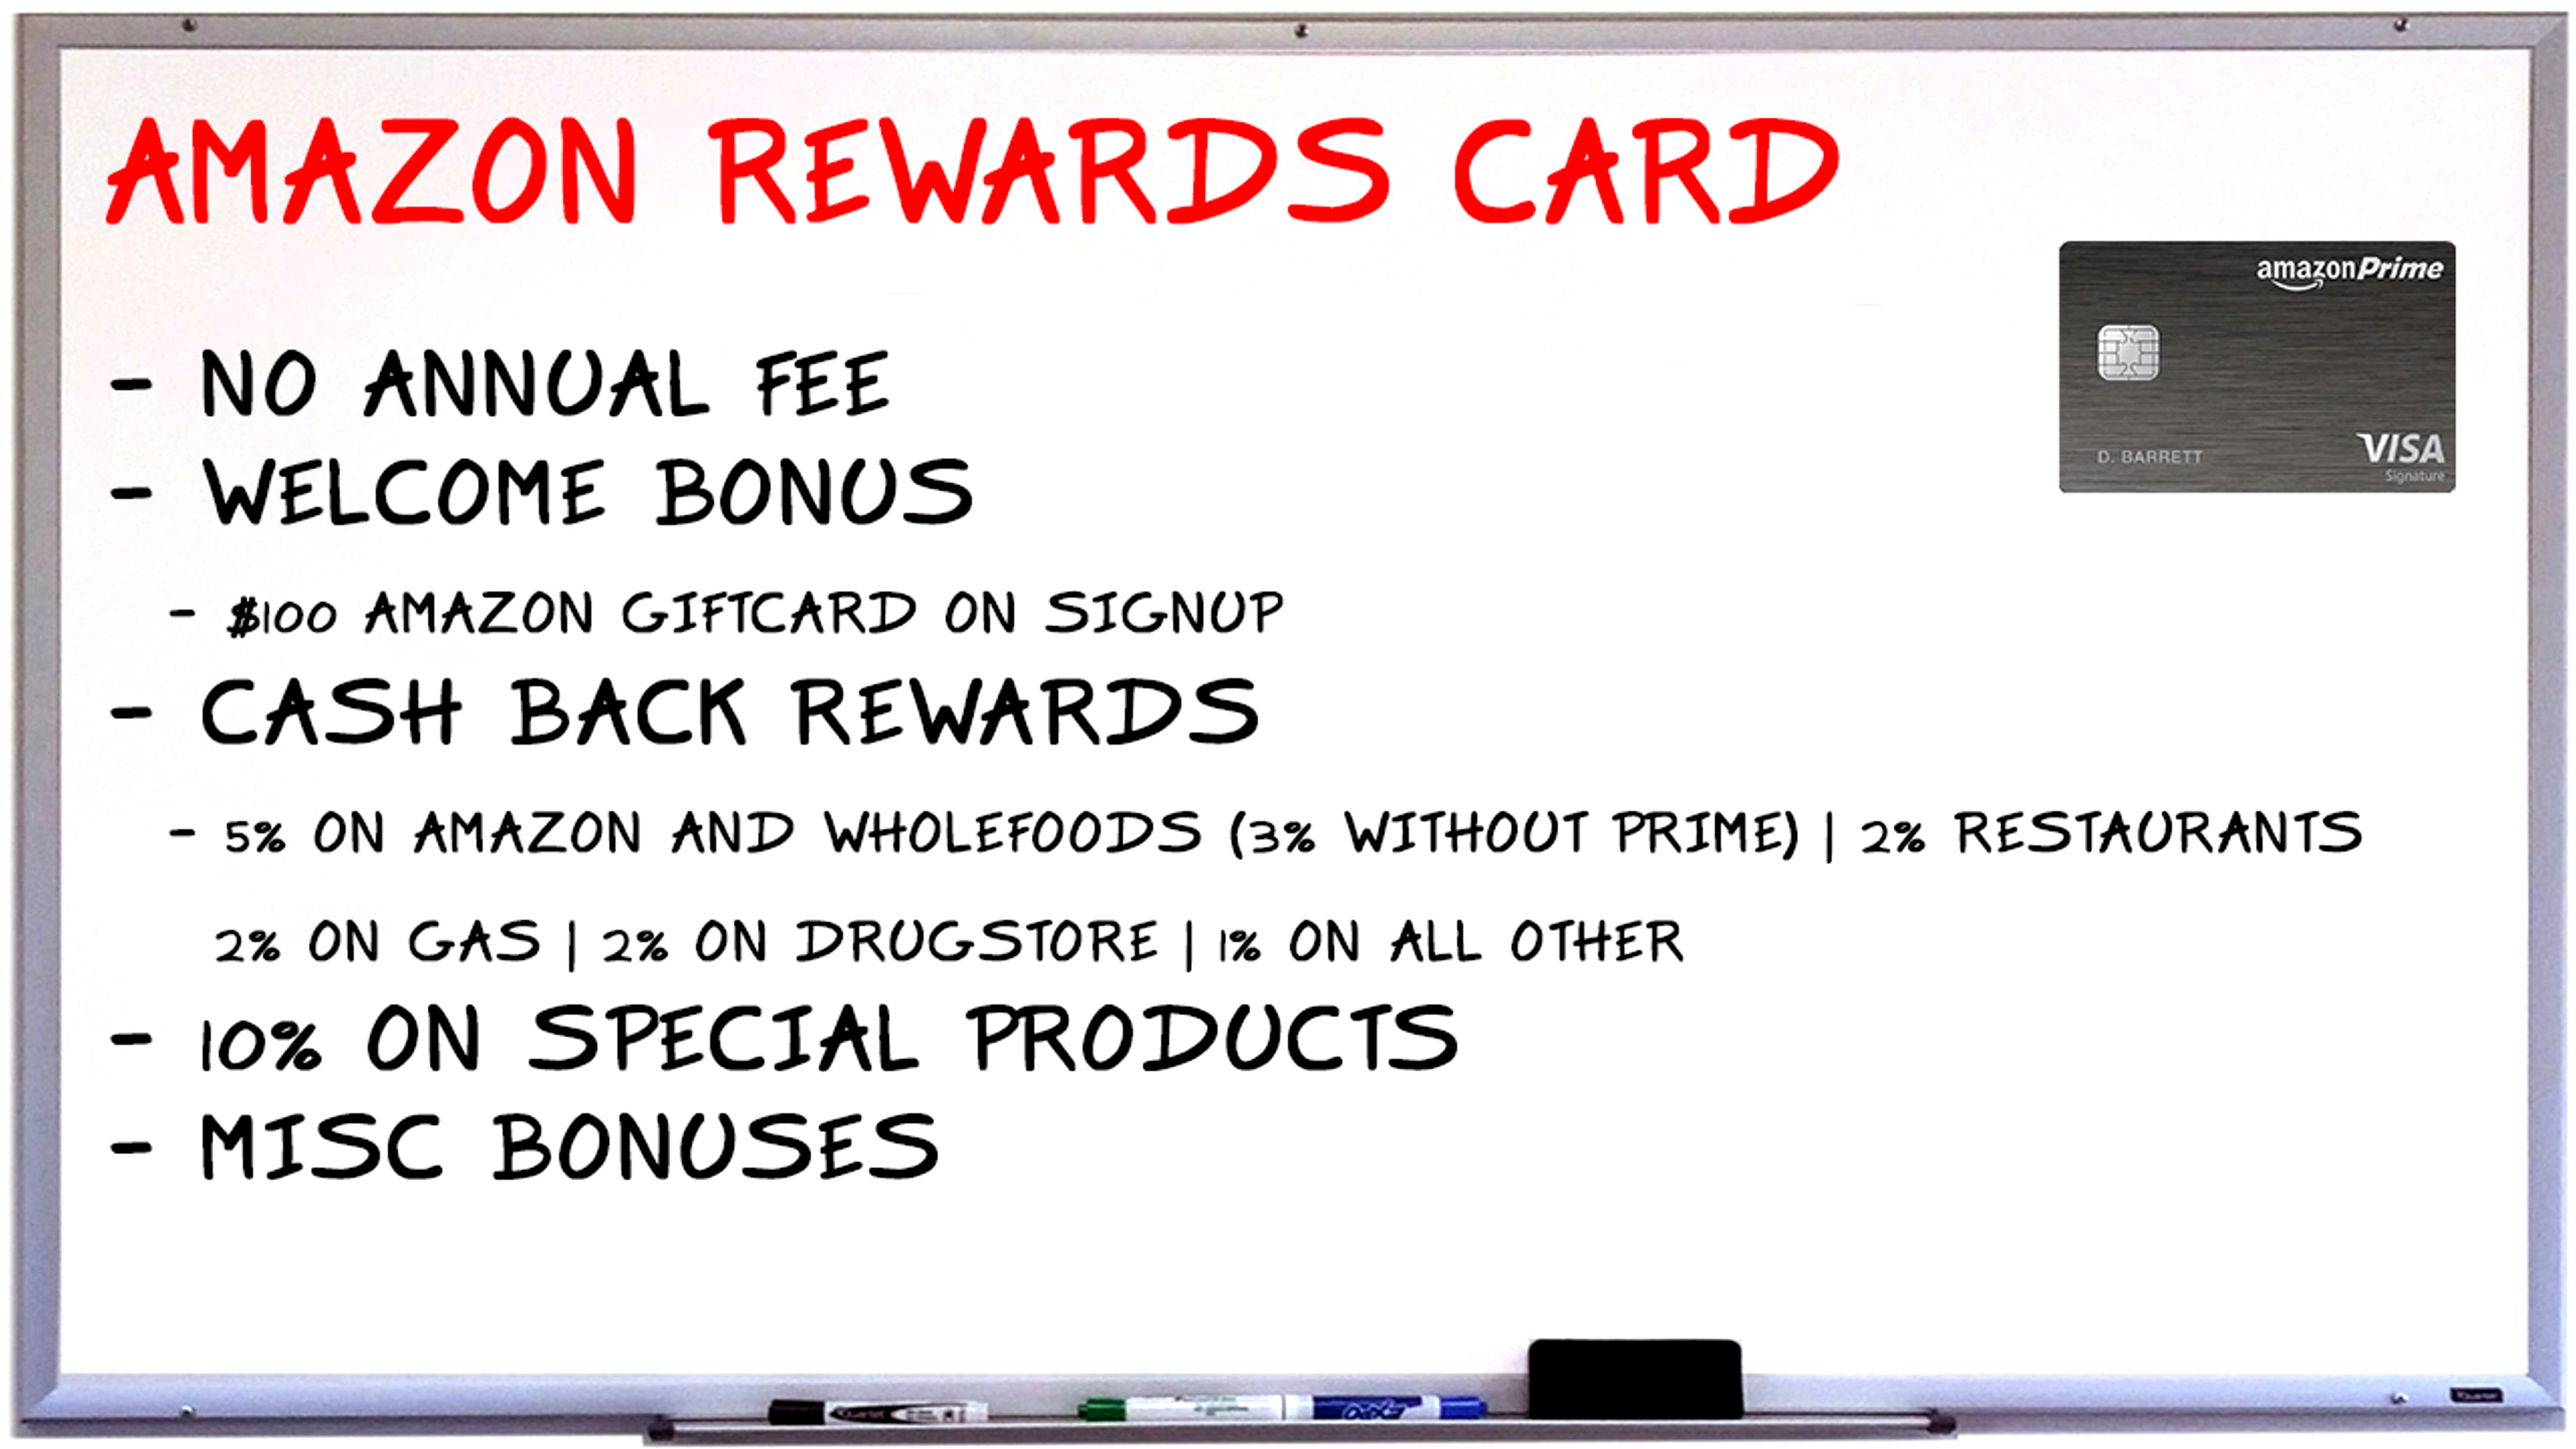 AMAZON REWARDS CARD
amazonPrime
D. BARRETT
VISA
Signature
- NO ANNUAL FEE
- WELCOME BONUS
- $100 AMAZON GIFTCARD ON SIGNUP
- CASH BACK REWARDS
- 5% ON AMAZON AND WHOLEFOODS (3% WITHOUT PRIME) | 2% RESTAURANTS
2% ON GAS | 2% ON DRUGSTORE | 1% ON ALL OTHER
- 10% ON SPECIAL PRODUCTS
- MISC BONUSES
Quartet